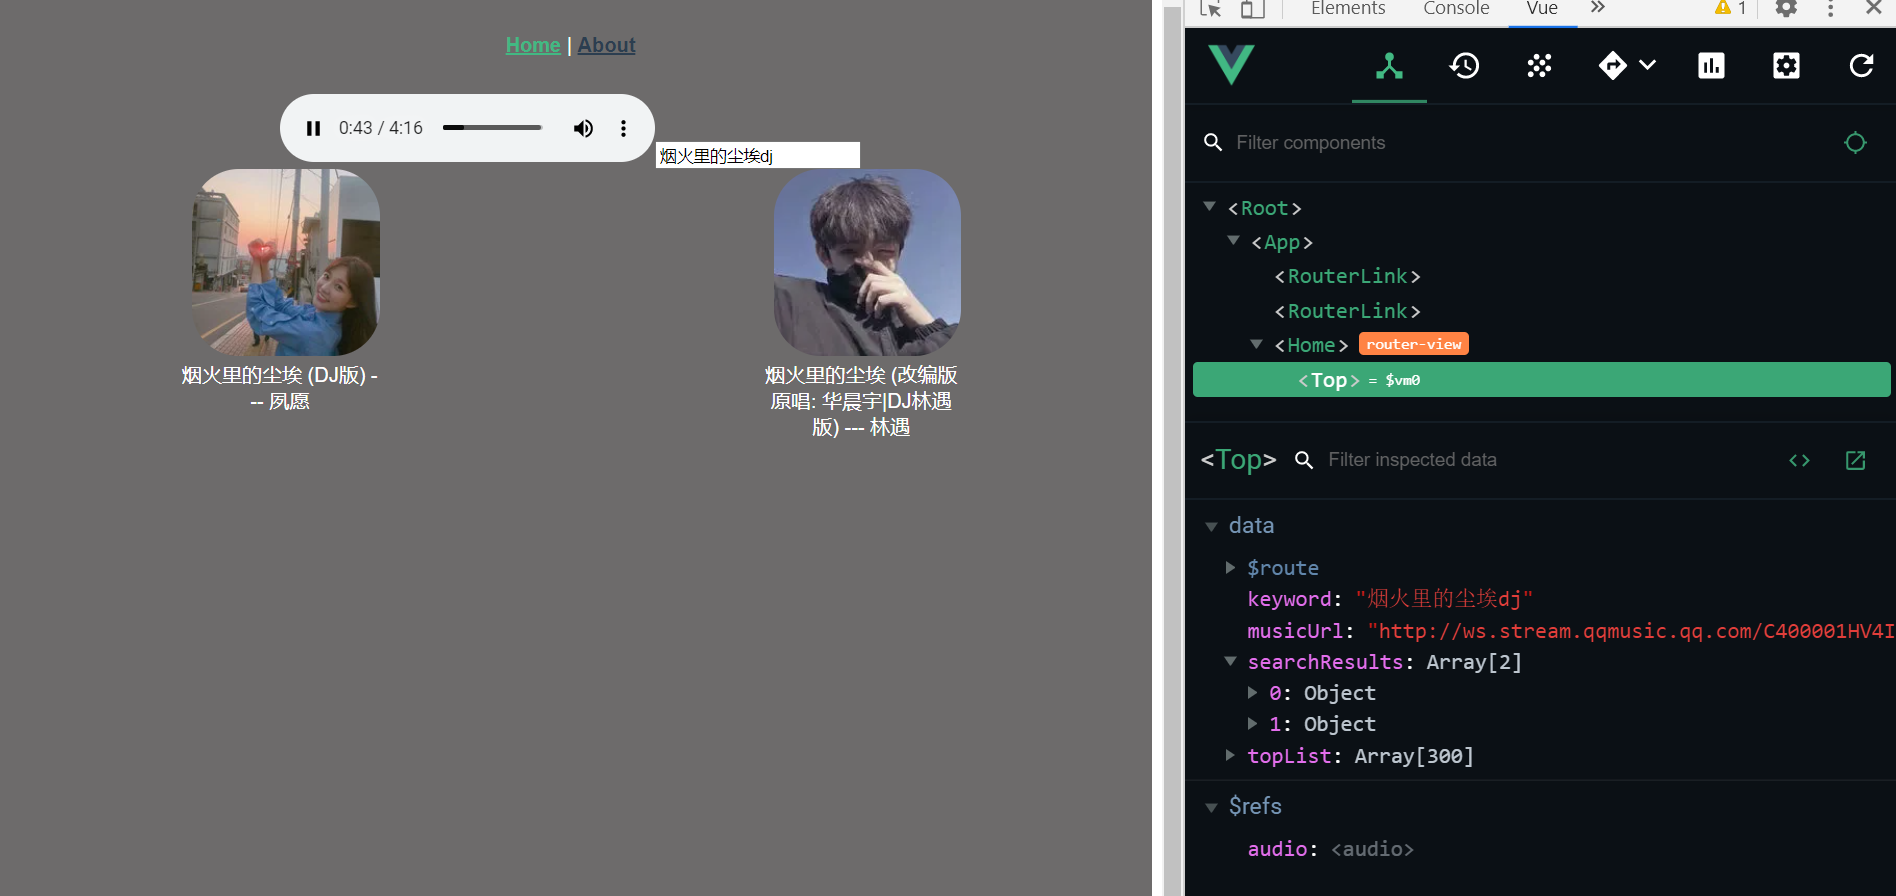 Home | About
0:43 / 4:16
烟火里的尘埃dj
烟火里的尘埃 (DJ版) -
-- 夙愿
烟火里的尘埃 (改编版
原唱: 华晨宇|DJ林遇
版) --- 林遇
Elements Console Vue 1
Filter components
<Root>
<App>
<RouterLink>
<RouterLink>
<Home> router-view
<Top> = $vm0
<Top> Filter inspected data
data
$route
keyword: "烟火里的尘埃dj"
musicUrl: "http://ws.stream.qqmusic.qq.com/C400001HV4I
searchResults: Array[2]
0: Object
1: Object
topList: Array[300]
$refs
audio: <audio>